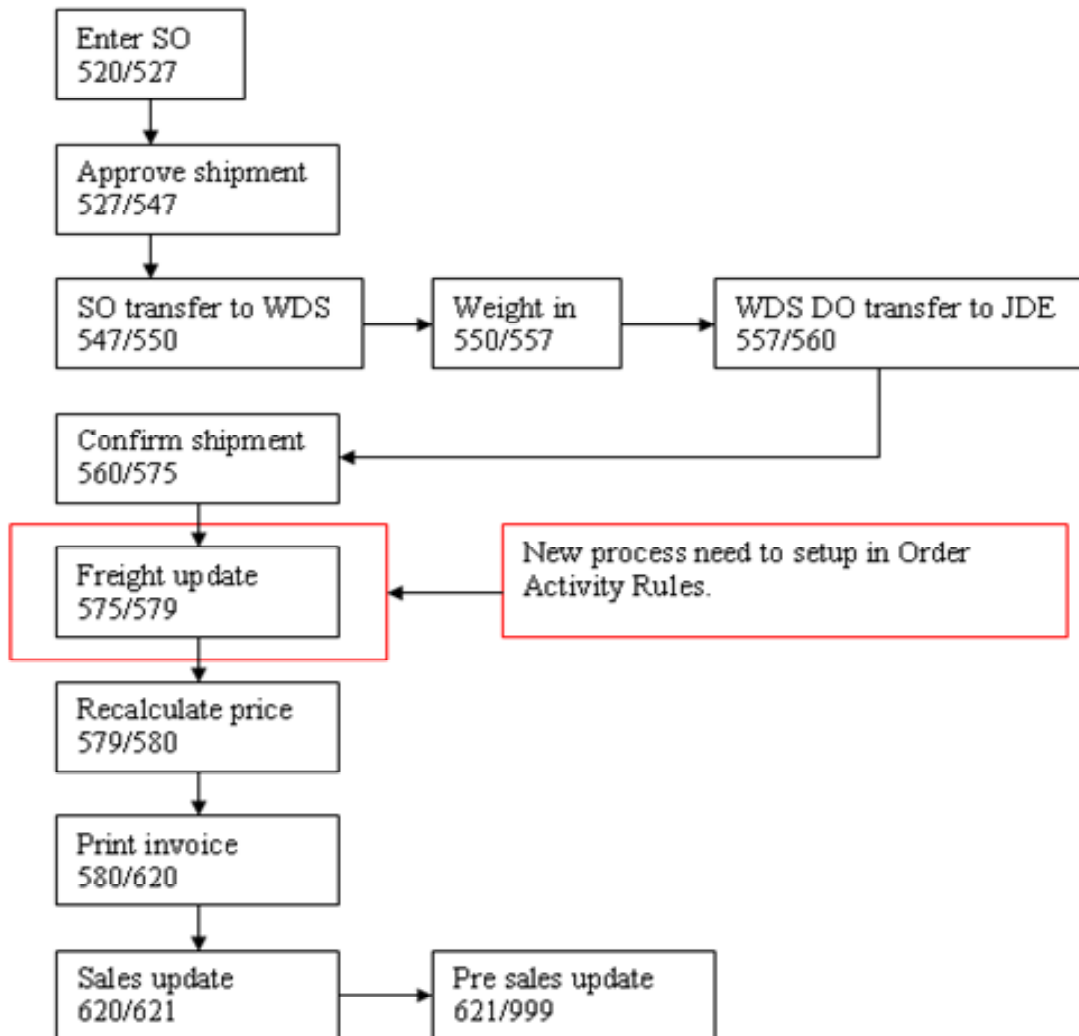 Enter SO
520/527
Approve shipment
527/547
SO transfer to WDS
547/550
Weight in
550/557
WDS DO transfer to JDE
557/560
Confirm shipment
560/575
Freight update
575/579
New process need to setup in Order
Activity Rules.
Recalculate price
579/580
Print invoice
580/620
Sales update
620/621
Pre sales update
621/999